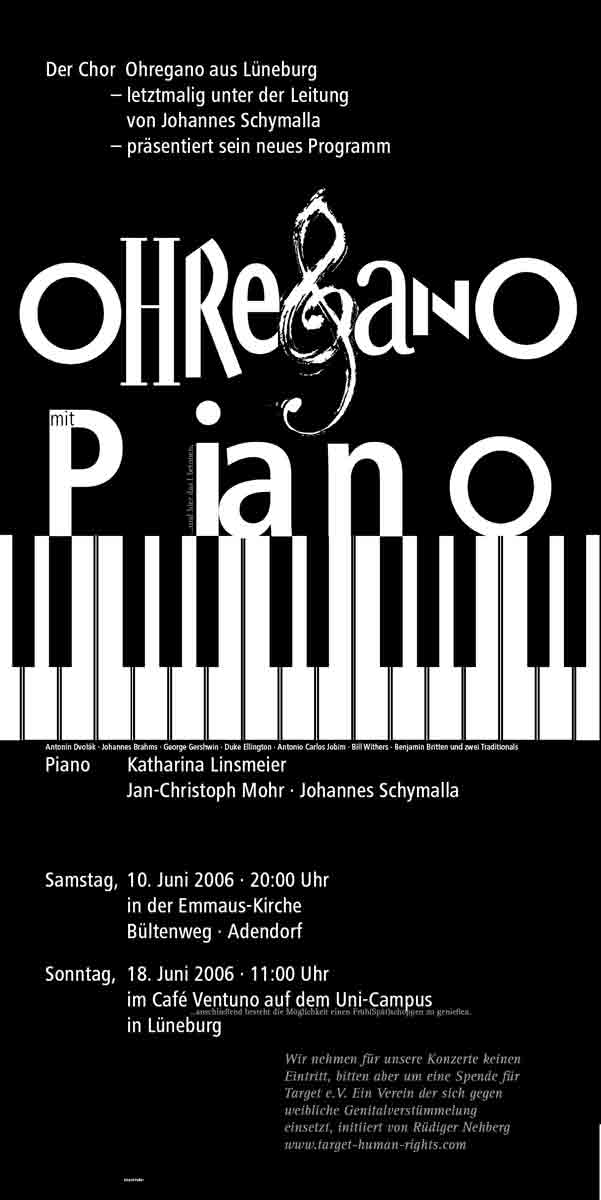 Der Chor Ohregano aus Lüneburg
– letztmalig unter der Leitung
von Johannes Schymalla
– präsentiert sein neues Programm
OHReGaNO
mit
Piano
...und hier das I betonen.
Antonin Dvořák · Johannes Brahms · George Gershwin · Duke Ellington · Antonio Carlos Jobim · Bill Withers · Benjamin Britten und zwei Traditionals
Piano Katharina Linsmeier
Jan-Christoph Mohr · Johannes Schymalla
Samstag, 10. Juni 2006 · 20:00 Uhr
in der Emmaus-Kirche
Bültenweg · Adendorf
Sonntag, 18. Juni 2006 · 11:00 Uhr
im Café Ventuno auf dem Uni-Campus
...anschließend besteht die Möglichkeit einen Früh(Spät)schoppen zu genießen.
in Lüneburg
Wir nehmen für unsere Konzerte keinen
Eintritt, bitten aber um eine Spende für
Target e.V. Ein Verein der sich gegen
weibliche Genitalverstümmelung
einsetzt, initiiert von Rüdiger Nehberg
www.target-human-rights.com